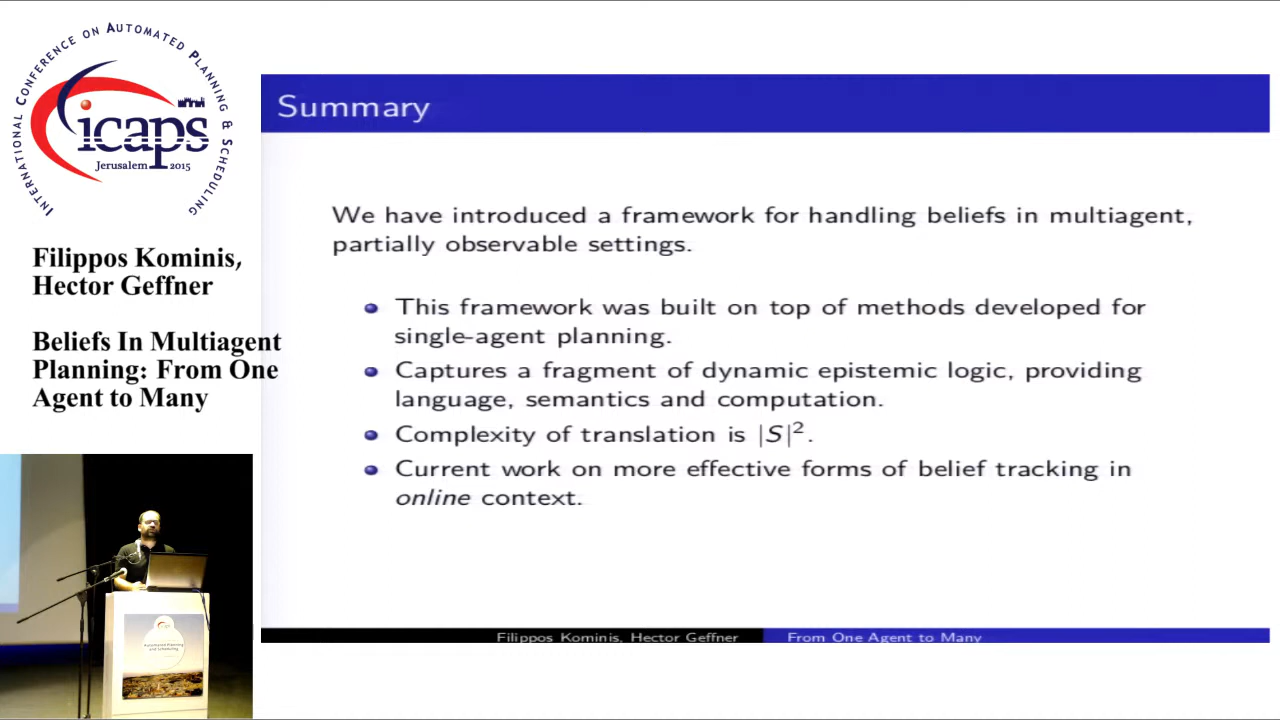 INTERNATIONAL CONFERENCE ON AUTOMATED PLANNING & SCHEDULING
icaps
Jerusalem 2015
Filippos Kominis,
Hector Geffner
Beliefs In Multiagent
Planning: From One
Agent to Many
Summary
We have introduced a framework for handling beliefs in multiagent,
partially observable settings.
This framework was built on top of methods developed for
single-agent planning.
Captures a fragment of dynamic epistemic logic, providing
language, semantics and computation.
Complexity of translation is |S|².
Current work on more effective forms of belief tracking in
online context.
Filippos Kominis, Hector Geffner
From One Agent to Many
Automated Planning
and Scheduling